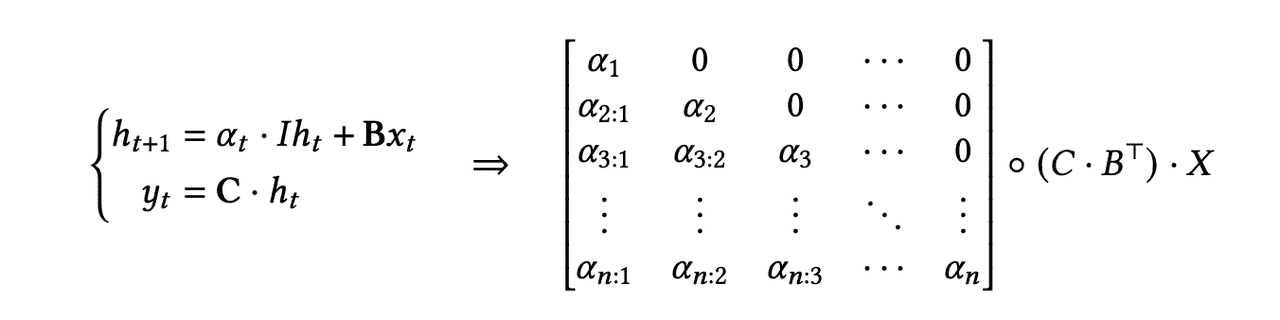 h_{t+1} = α_t · Ih_t + **B**x_t
y_t = **C** · h_t
⇒
[ α_1 0 0 ⋯ 0 ]
[ α_{2:1} α_2 0 ⋯ 0 ]
[ α_{3:1} α_{3:2} α_3 ⋯ 0 ]
[ ⋮ ⋮ ⋮ ⋱ ⋮ ]
[ α_{n:1} α_{n:2} α_{n:3} ⋯ α_n ]
∘ (C · B^⊤) · X